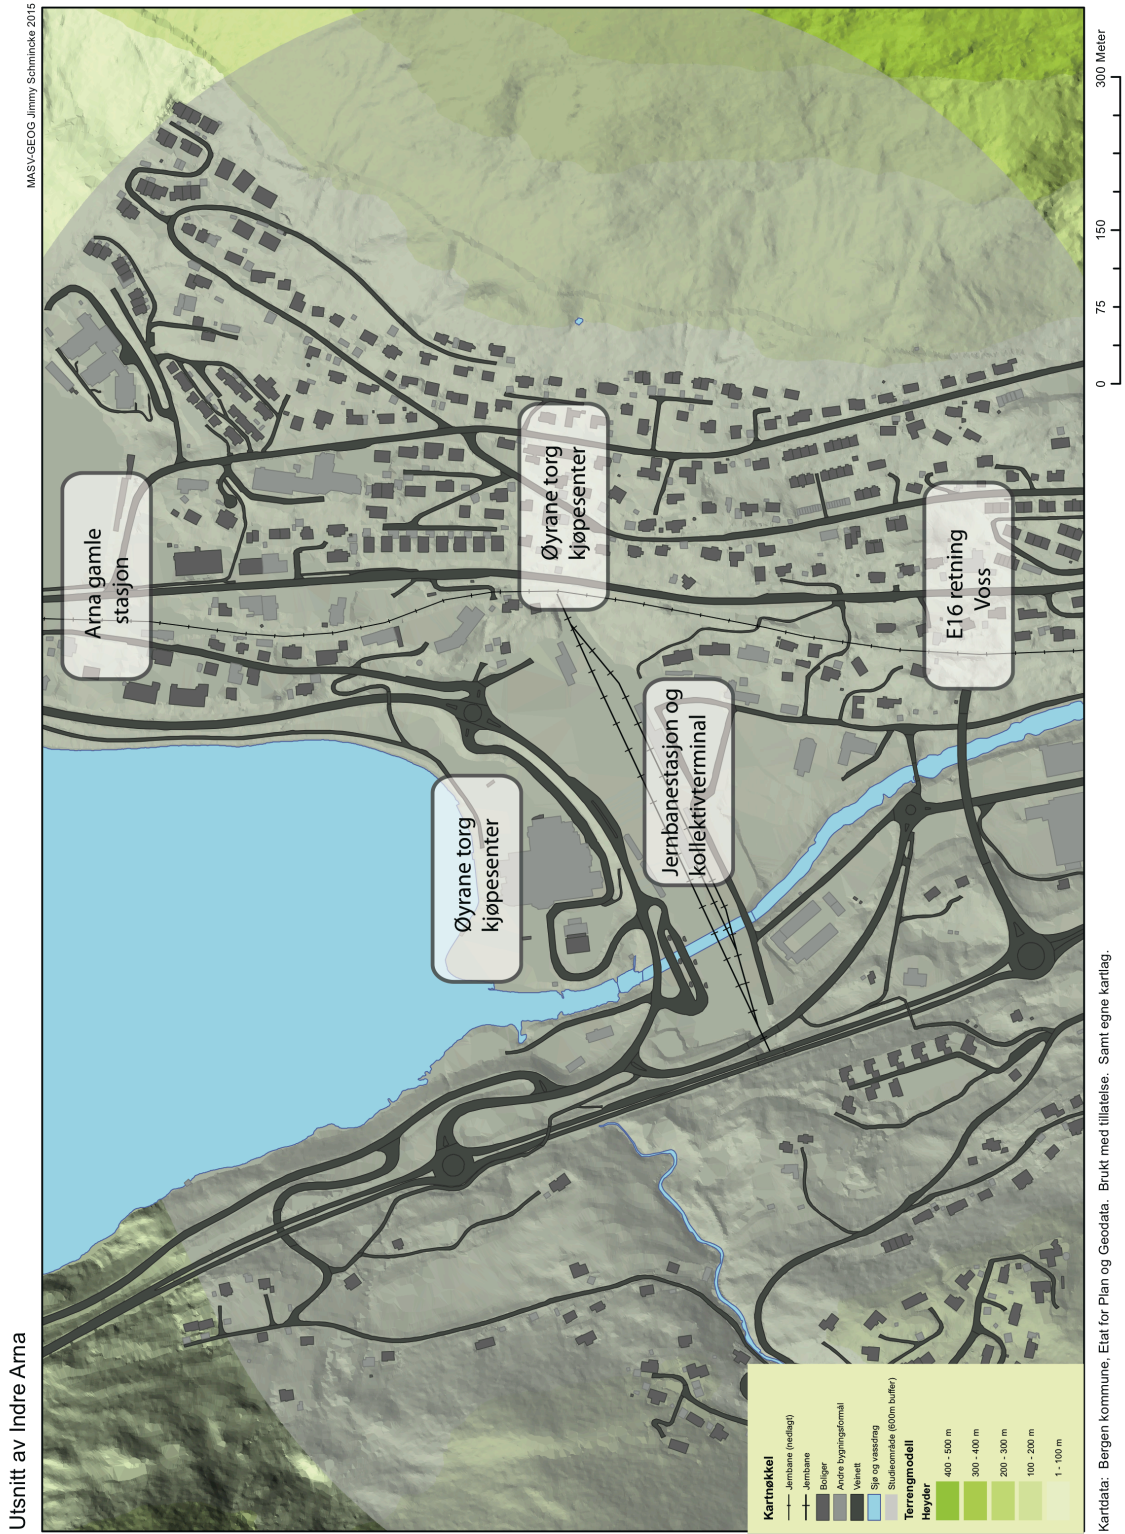 Utsnitt av Indre Arna
MASV-GEOG Jimmy Schmincke 2015
Arna gamle
stasjon
Øyrane torg
kjøpesenter
Øyrane torg
kjøpesenter
Jernbanestasjon og
kollektivterminal
E16 retning
Voss
Kartnøkkel
Jernbane (nedlagt)
Jernbane
Boliger
Andre bygningsformål
Veinett
Sjø og vassdrag
Studieområde (600m buffer)
Terrengmodell
Høyder
400 - 500 m
300 - 400 m
200 - 300 m
100 - 200 m
1 - 100 m
0 75 150 300 Meter
Kartdata: Bergen kommune, Etat for Plan og Geodata. Brukt med tillatelse. Samt egne kartlag.